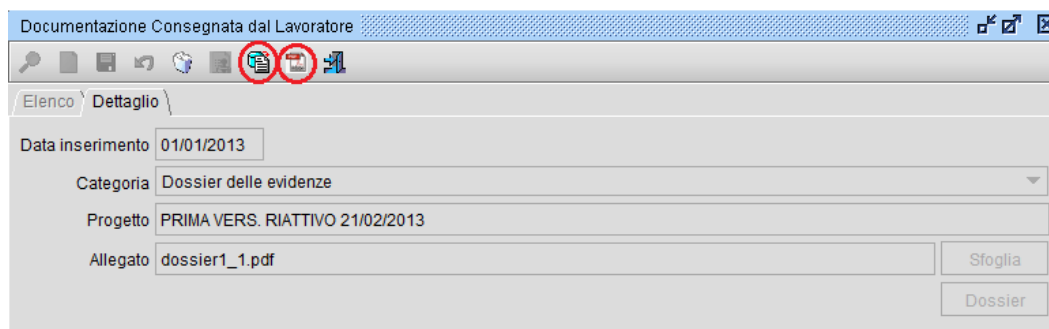 Documentazione Consegnata dal Lavoratore
Elenco Dettaglio
Data inserimento 01/01/2013
Categoria Dossier delle evidenze
Progetto PRIMA VERS. RIATTIVO 21/02/2013
Allegato dossier1_1.pdf Sfoglia
Dossier